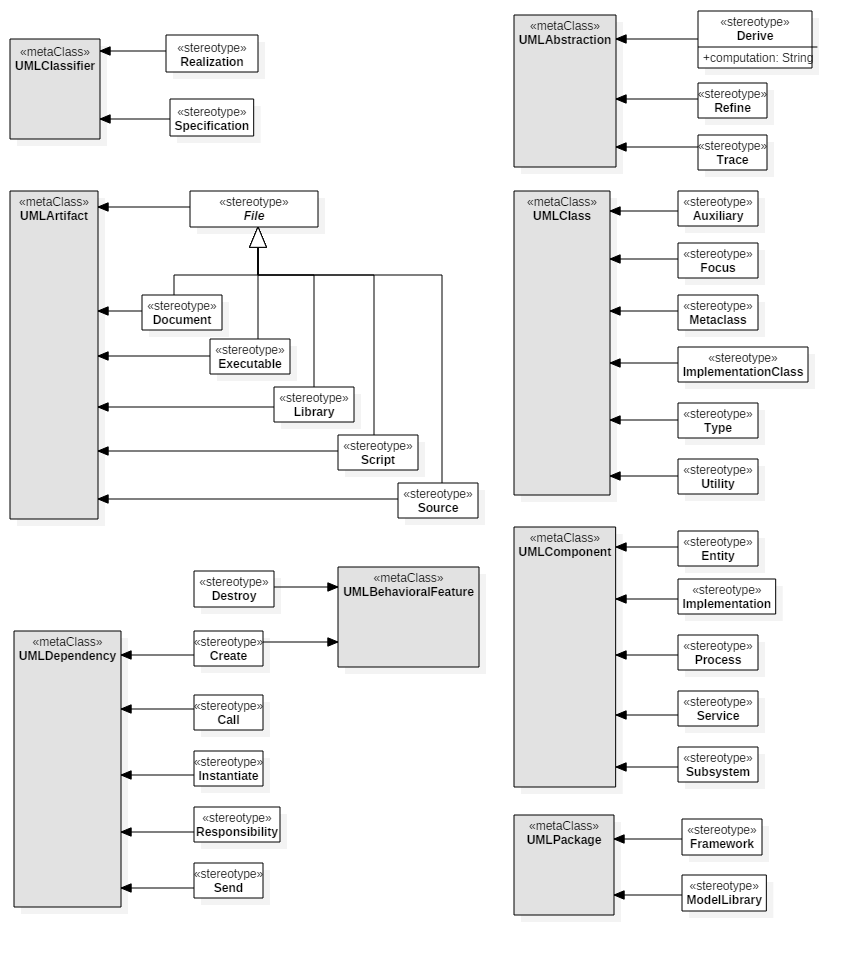 «metaClass»
UMLClassifier
«stereotype»
Realization
«stereotype»
Specification
«metaClass»
UMLArtifact
«stereotype»
File
«stereotype»
Document
«stereotype»
Executable
«stereotype»
Library
«stereotype»
Script
«stereotype»
Source
«stereotype»
Destroy
«metaClass»
UMLBehavioralFeature
«metaClass»
UMLDependency
«stereotype»
Create
«stereotype»
Call
«stereotype»
Instantiate
«stereotype»
Responsibility
«stereotype»
Send
«metaClass»
UMLAbstraction
«stereotype»
Derive
+computation: String
«stereotype»
Refine
«stereotype»
Trace
«metaClass»
UMLClass
«stereotype»
Auxiliary
«stereotype»
Focus
«stereotype»
Metaclass
«stereotype»
ImplementationClass
«stereotype»
Type
«stereotype»
Utility
«metaClass»
UMLComponent
«stereotype»
Entity
«stereotype»
Implementation
«stereotype»
Process
«stereotype»
Service
«stereotype»
Subsystem
«metaClass»
UMLPackage
«stereotype»
Framework
«stereotype»
ModelLibrary